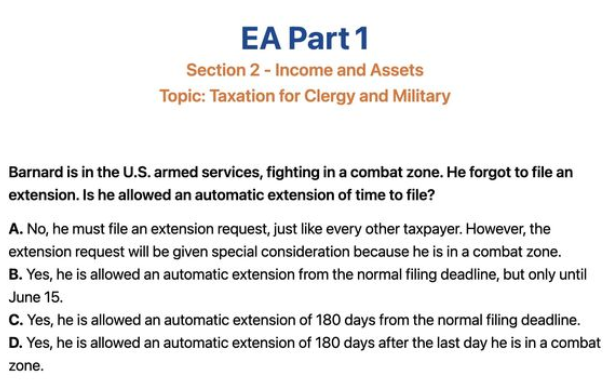 EA Part 1
Section 2 - Income and Assets
Topic: Taxation for Clergy and Military
Barnard is in the U.S. armed services, fighting in a combat zone. He forgot to file an
extension. Is he allowed an automatic extension of time to file?
A. No, he must file an extension request, just like every other taxpayer. However, the
extension request will be given special consideration because he is in a combat zone.
B. Yes, he is allowed an automatic extension from the normal filing deadline, but only until
June 15.
C. Yes, he is allowed an automatic extension of 180 days from the normal filing deadline.
D. Yes, he is allowed an automatic extension of 180 days after the last day he is in a combat
zone.